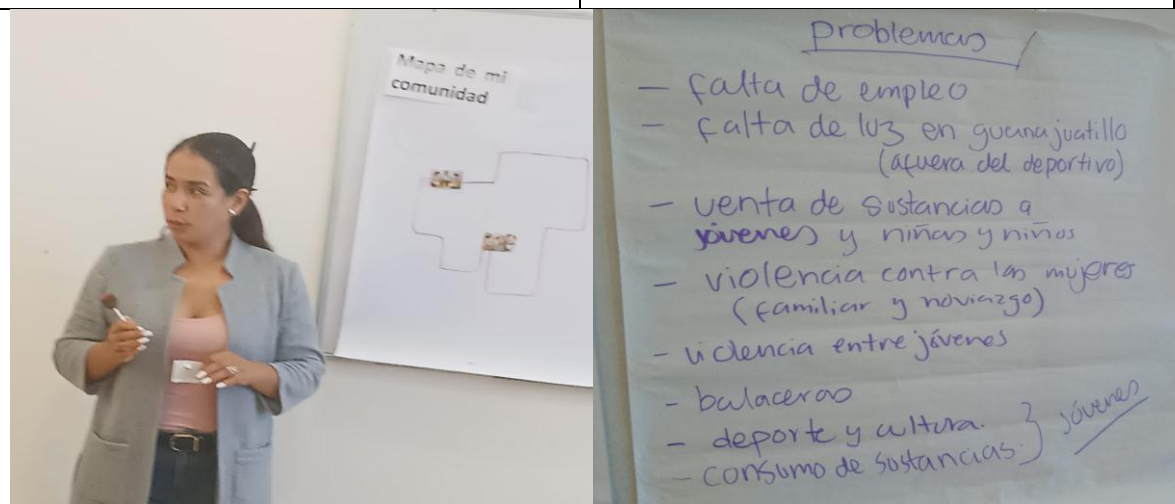 Mapa de mi
comunidad
Problemas
- falta de empleo
- falta de luz en guanajuatillo
(afuera del deportivo)
- venta de sustancias a
jóvenes y niñas y niños
- violencia contra las mujeres
(familiar y noviazgo)
- violencia entre jóvenes
- balaceras
- deporte y cultura. } jóvenes
- consumo de sustancias.